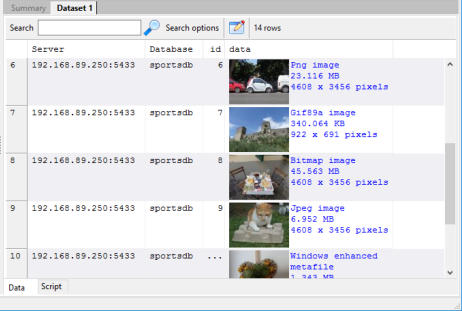 Summary Dataset 1
Search Search options 14 rows
Server Database id data
6 192.168.89.250:5433 sportsdb 6 Png image
23.116 MB
4608 x 3456 pixels
7 192.168.89.250:5433 sportsdb 7 Gif89a image
340.064 KB
922 x 691 pixels
8 192.168.89.250:5433 sportsdb 8 Bitmap image
45.563 MB
4608 x 3456 pixels
9 192.168.89.250:5433 sportsdb 9 Jpeg image
6.952 MB
4608 x 3456 pixels
10 192.168.89.250:5433 sportsdb ... Windows enhanced
metafile
1.343 MB
Data Script